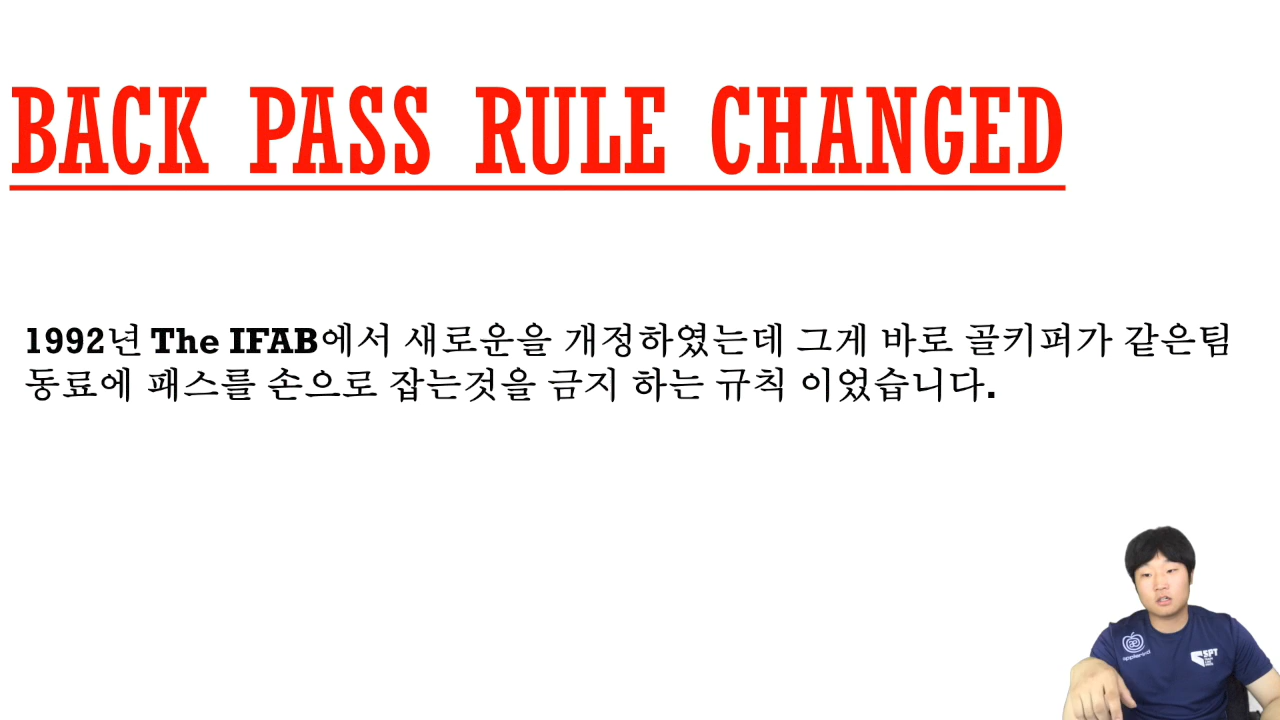 BACK PASS RULE CHANGED
1992년 The IFAB에서 새로운을 개정하였는데 그게 바로 골키퍼가 같은팀
동료에 패스를 손으로 잡는것을 금지 하는 규칙 이었습니다.
SPT